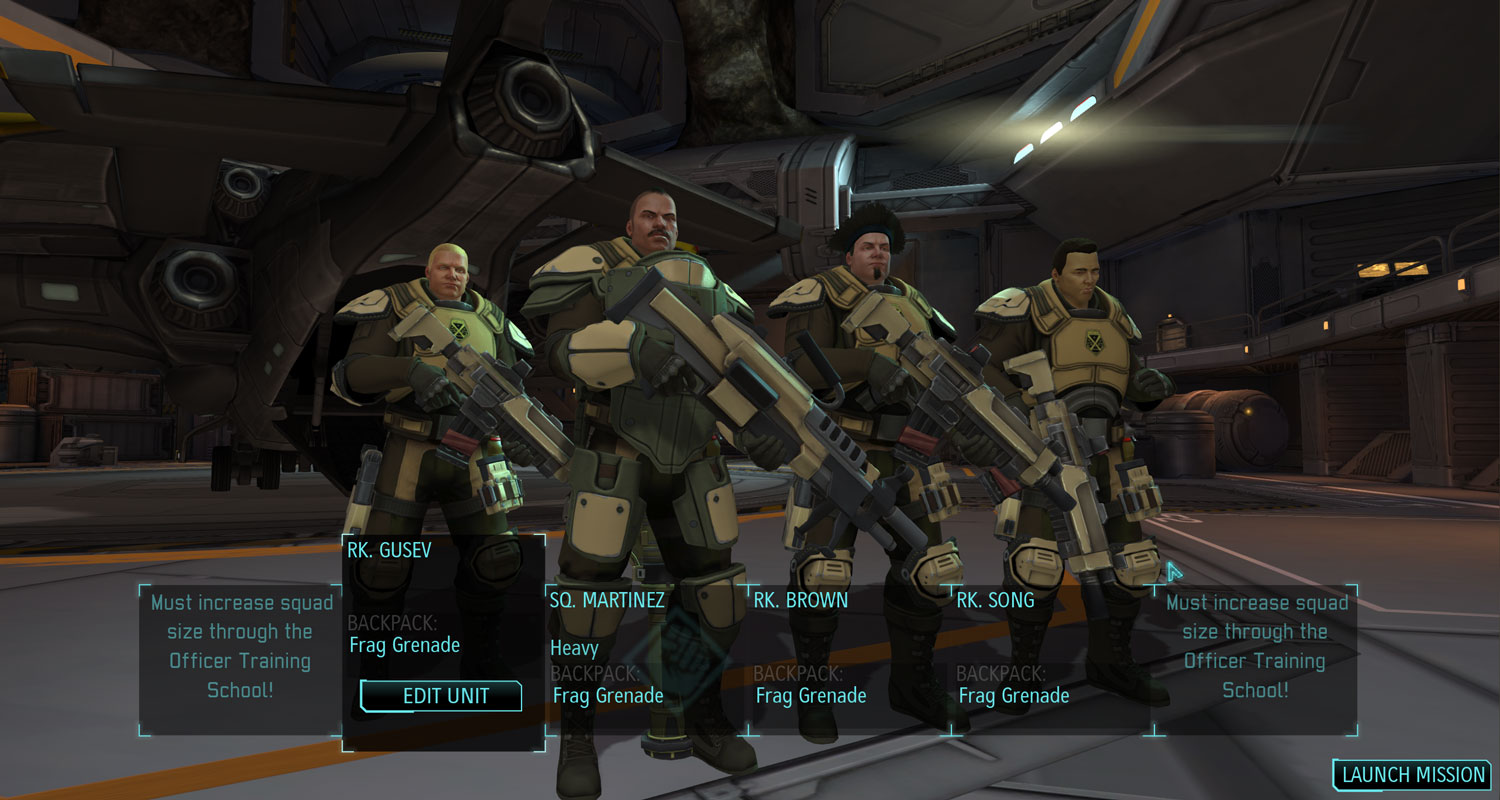 RK. GUSEV
BACKPACK:
Frag Grenade
EDIT UNIT
Must increase squad
size through the
Officer Training
School!
SQ. MARTINEZ
Heavy
BACKPACK:
Frag Grenade
RK. BROWN
BACKPACK:
Frag Grenade
RK. SONG
BACKPACK:
Frag Grenade
Must increase squad
size through the
Officer Training
School!
LAUNCH MISSION